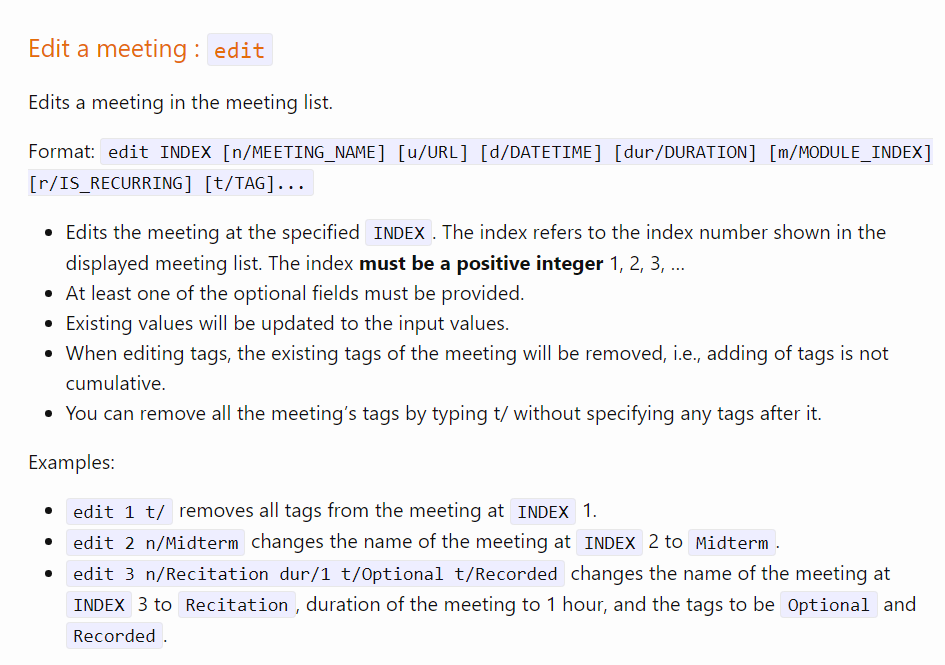 Edit a meeting : edit
Edits a meeting in the meeting list.
Format: edit INDEX [n/MEETING_NAME] [u/URL] [d/DATETIME] [dur/DURATION] [m/MODULE_INDEX]
[r/IS_RECURRING] [t/TAG]...
• Edits the meeting at the specified INDEX. The index refers to the index number shown in the
displayed meeting list. The index must be a positive integer 1, 2, 3, …
• At least one of the optional fields must be provided.
• Existing values will be updated to the input values.
• When editing tags, the existing tags of the meeting will be removed, i.e., adding of tags is not
cumulative.
• You can remove all the meeting’s tags by typing t/ without specifying any tags after it.
Examples:
• edit 1 t/ removes all tags from the meeting at INDEX 1.
• edit 2 n/Midterm changes the name of the meeting at INDEX 2 to Midterm.
• edit 3 n/Recitation dur/1 t/Optional t/Recorded changes the name of the meeting at
INDEX 3 to Recitation, duration of the meeting to 1 hour, and the tags to be Optional and
Recorded.